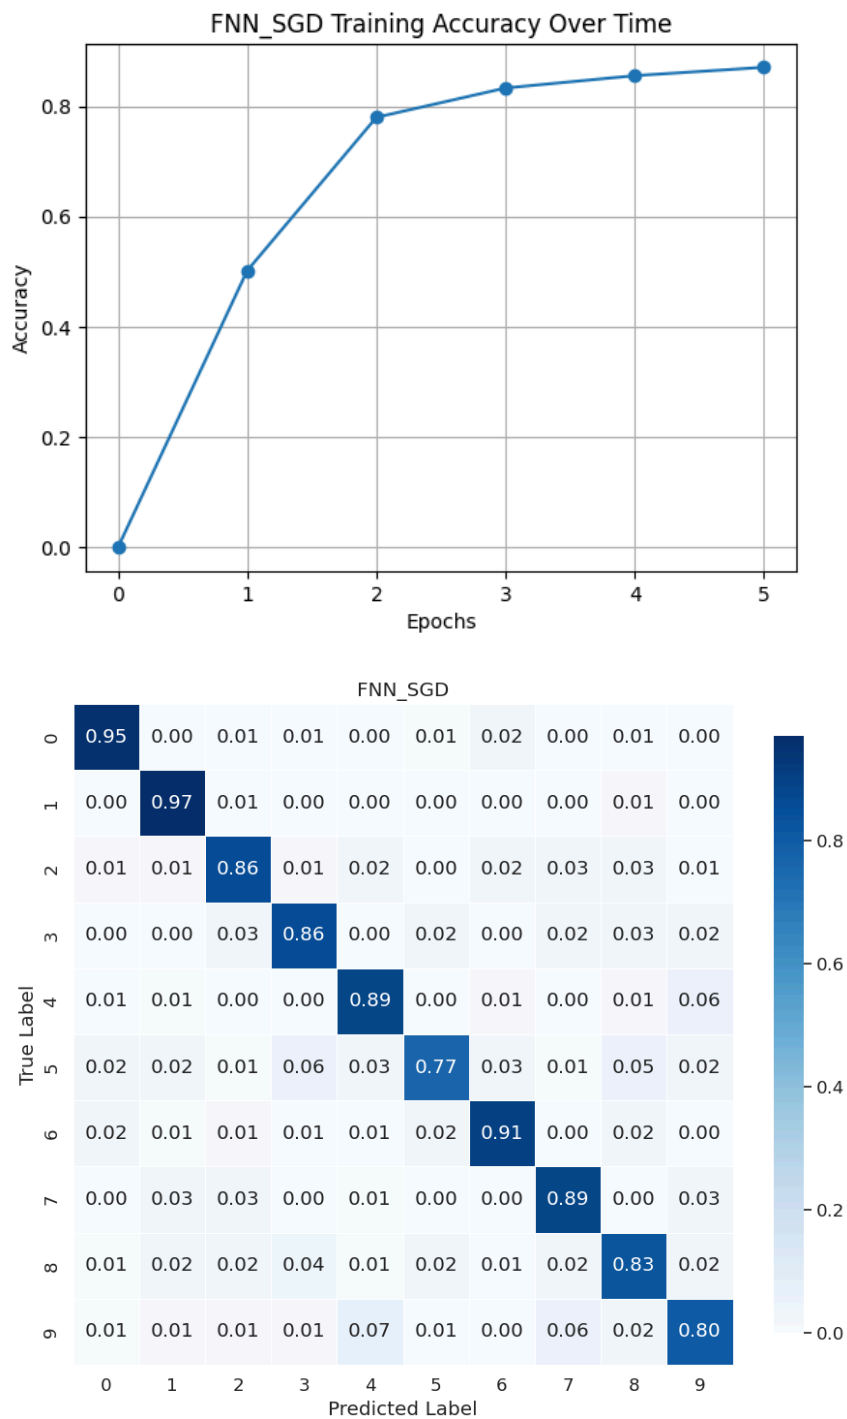 FNN_SGD Training Accuracy Over Time
0.8
0.6
0.4
0.2
0.0
Accuracy
0 1 2 3 4 5
Epochs
FNN_SGD
True Label
0 0.95 0.00 0.01 0.01 0.00 0.01 0.02 0.00 0.01 0.00
1 0.00 0.97 0.01 0.00 0.00 0.00 0.00 0.00 0.01 0.00
2 0.01 0.01 0.86 0.01 0.02 0.00 0.02 0.03 0.03 0.01
3 0.00 0.00 0.03 0.86 0.00 0.02 0.00 0.02 0.03 0.02
4 0.01 0.01 0.00 0.00 0.89 0.00 0.01 0.00 0.01 0.06
5 0.02 0.02 0.01 0.06 0.03 0.77 0.03 0.01 0.05 0.02
6 0.02 0.01 0.01 0.01 0.01 0.02 0.91 0.00 0.02 0.00
7 0.00 0.03 0.03 0.00 0.01 0.00 0.00 0.89 0.00 0.03
8 0.01 0.02 0.02 0.04 0.01 0.02 0.01 0.02 0.83 0.02
9 0.01 0.01 0.01 0.01 0.07 0.01 0.00 0.06 0.02 0.80
0 1 2 3 4 5 6 7 8 9
Predicted Label
0.8
0.6
0.4
0.2
0.0